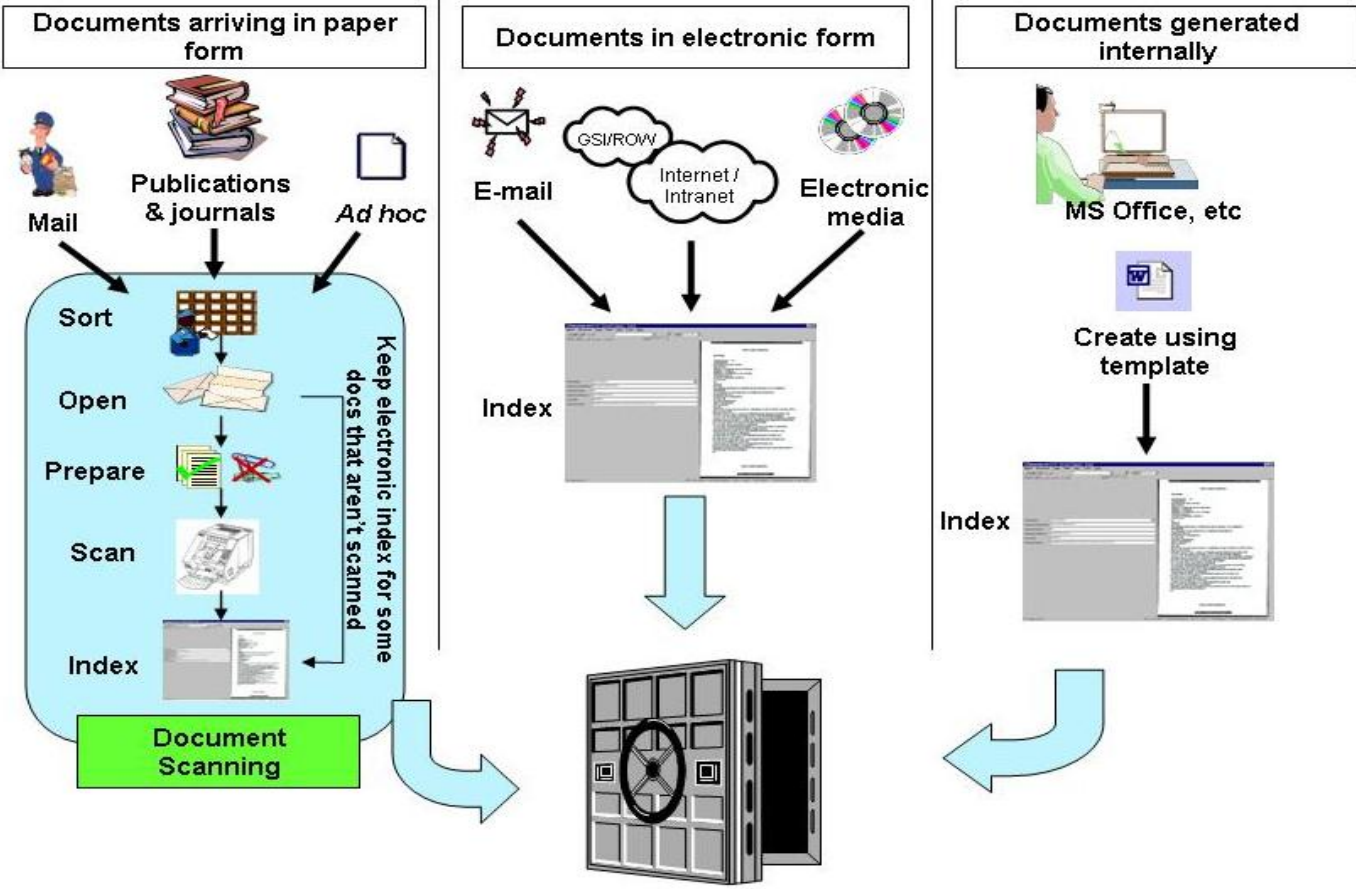 Documents arriving in paper
form
Mail
Publications
& journals
Ad hoc
Sort
Open
Prepare
Scan
Index
Keep electronic index for some
docs that aren't scanned
Document
Scanning
Documents in electronic form
E-mail
GSI/ROW
Internet /
Intranet
Electronic
media
Index
Documents generated
internally
MS Office, etc
W
Create using
template
Index